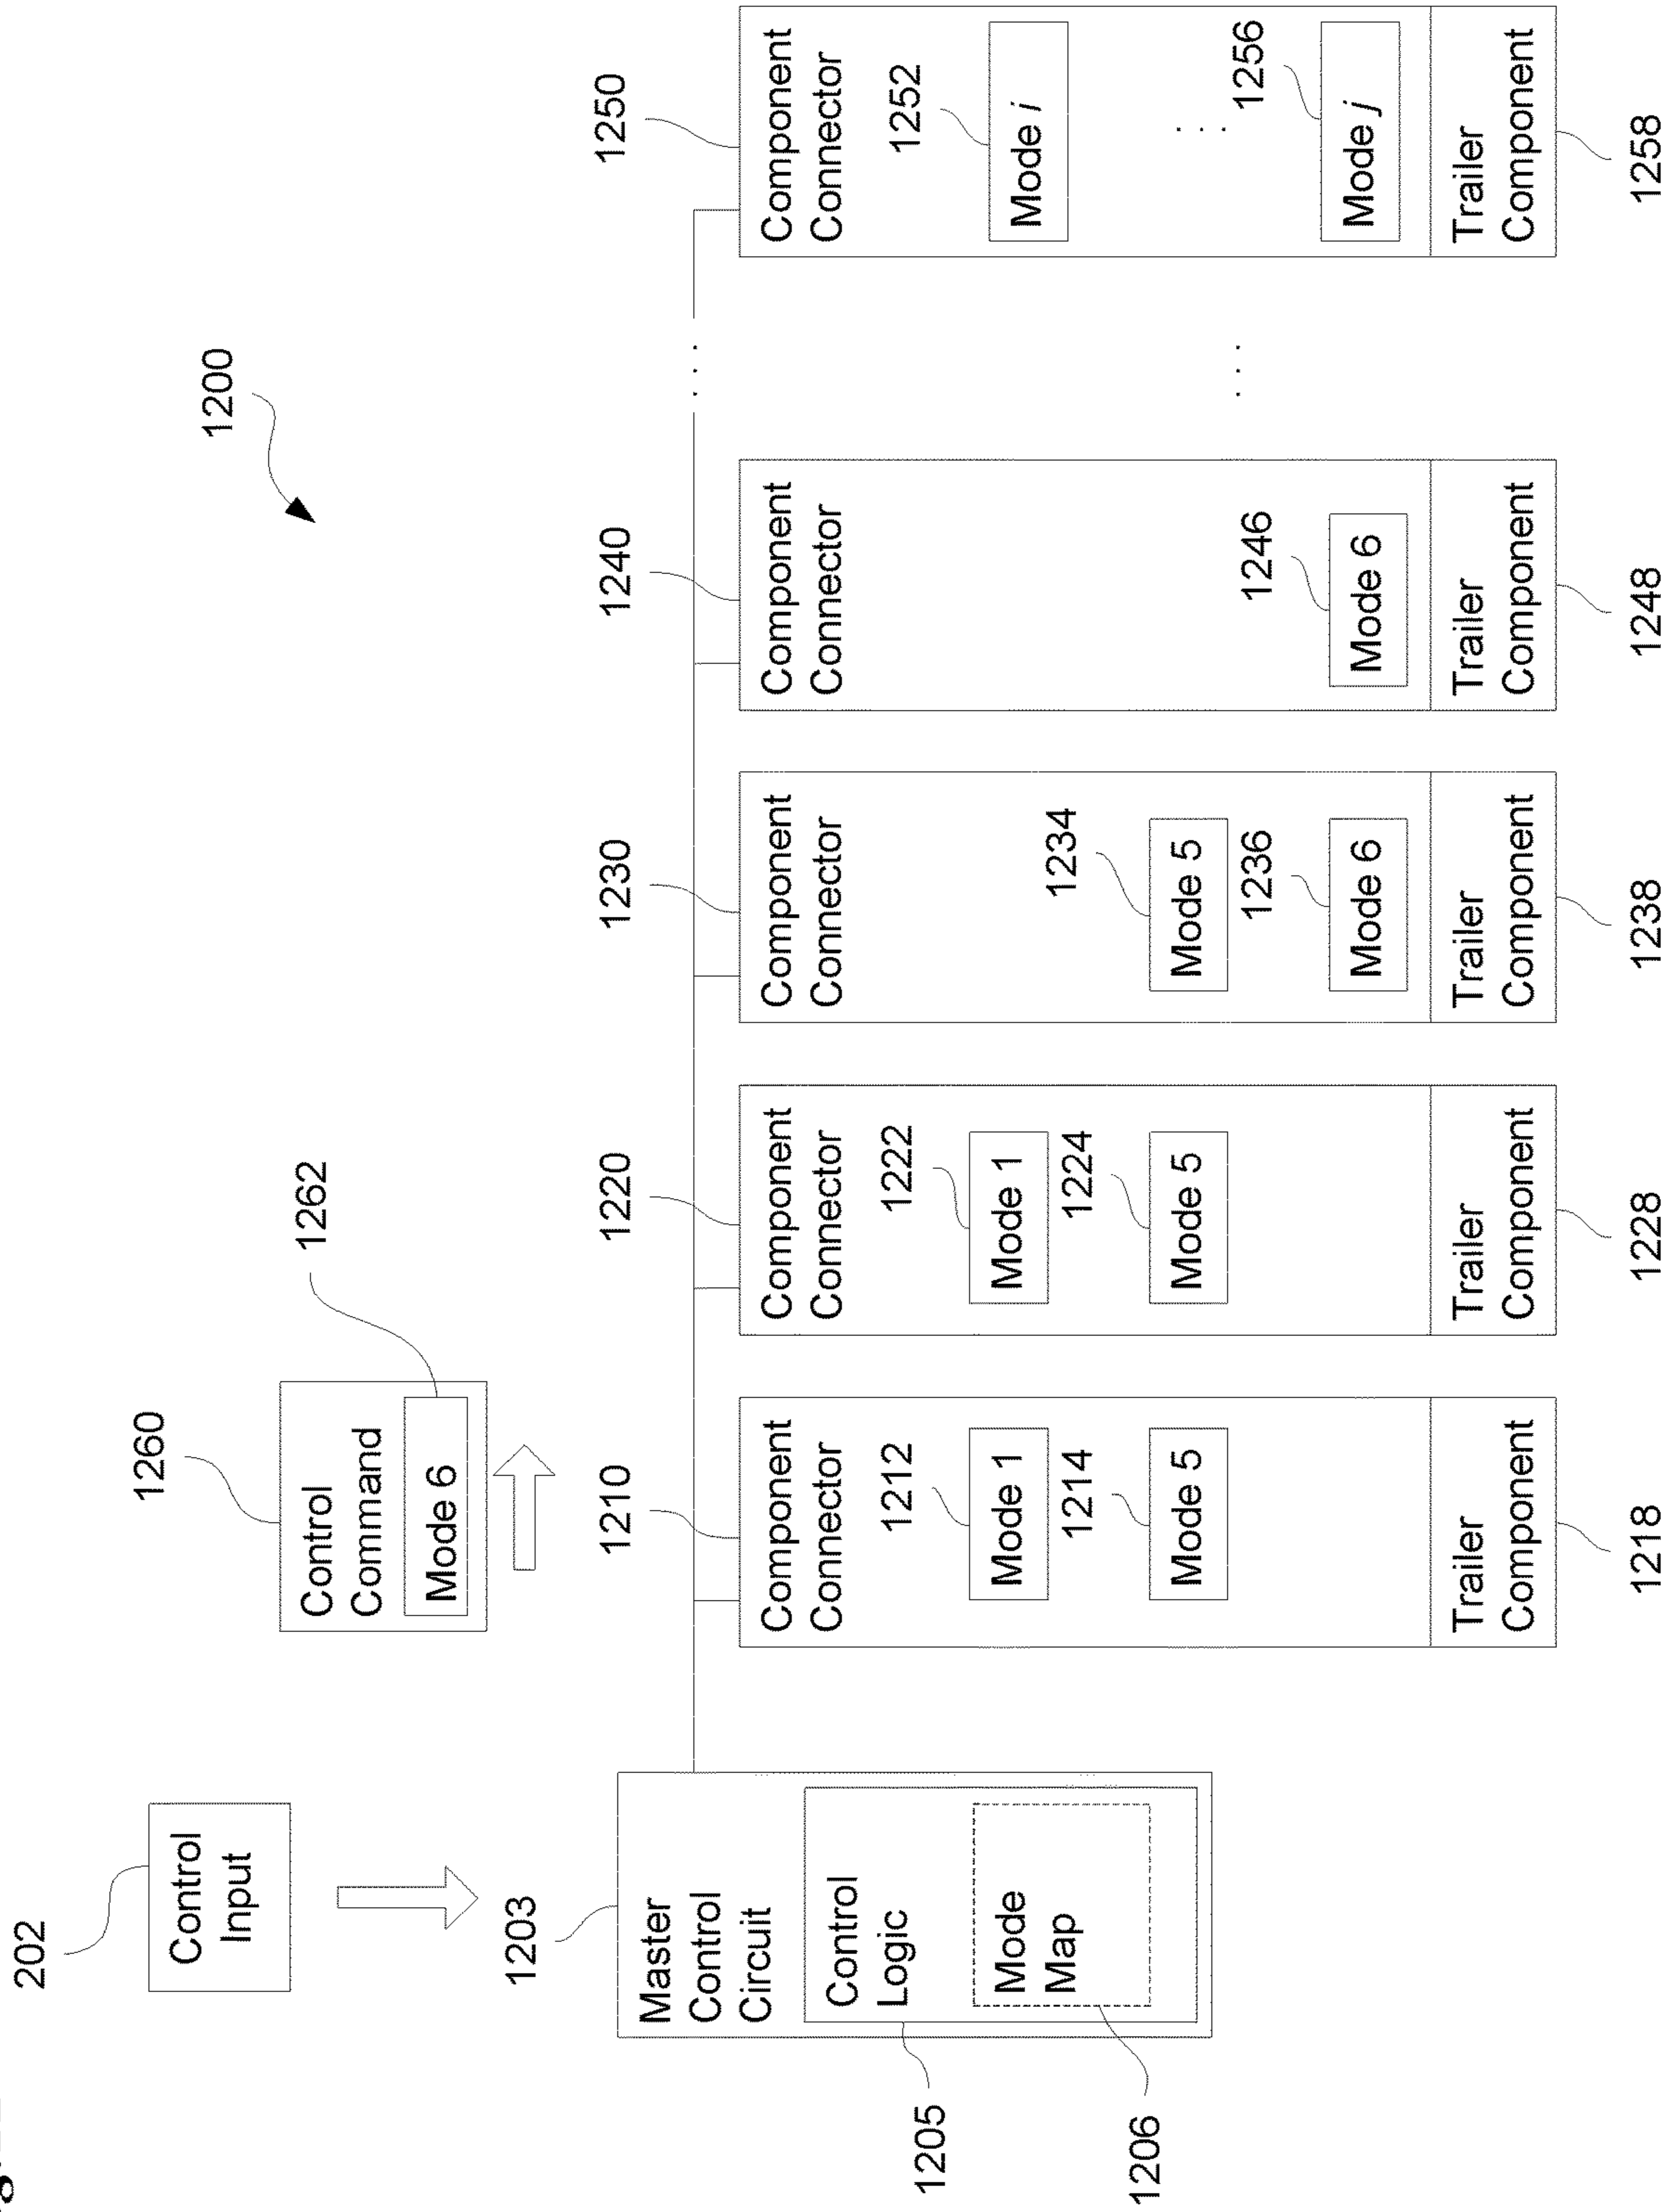 1200
202
Control
Input
1260
Control
Command
Mode 6
1262
1203
Master
Control
Circuit
Control
Logic
Mode
Map
1205
1206
1210
Component
Connector
1212
Mode 1
1214
Mode 5
Trailer
Component
1218
1220
Component
Connector
1222
Mode 1
1224
Mode 5
Trailer
Component
1228
1230
Component
Connector
1234
Mode 5
1236
Mode 6
Trailer
Component
1238
1240
Component
Connector
1246
Mode 6
Trailer
Component
1248
. . .
. . .
1250
Component
Connector
1252
Mode i
. . .
1256
Mode j
Trailer
Component
1258